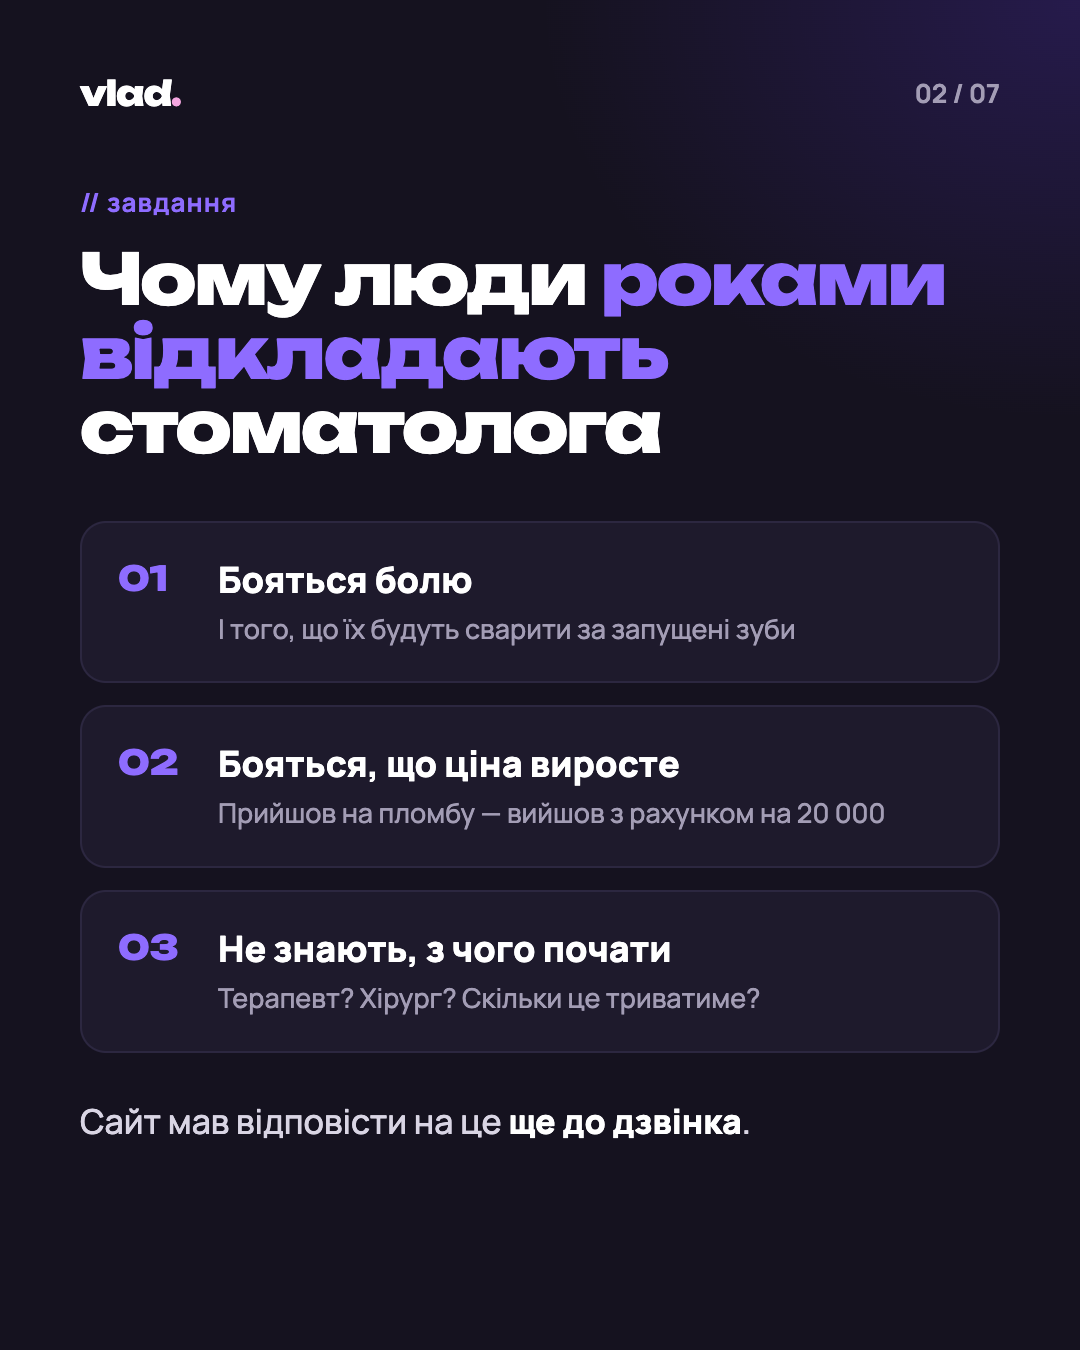 vlad.
02 / 07
// завдання
Чому люди роками
відкладають
стоматолога
01
Бояться болю
І того, що їх будуть сварити за запущені зуби
02
Бояться, що ціна виросте
Прийшов на пломбу — вийшов з рахунком на 20 000
03
Не знають, з чого почати
Терапевт? Хірург? Скільки це триватиме?
Сайт мав відповісти на це ще до дзвінка.